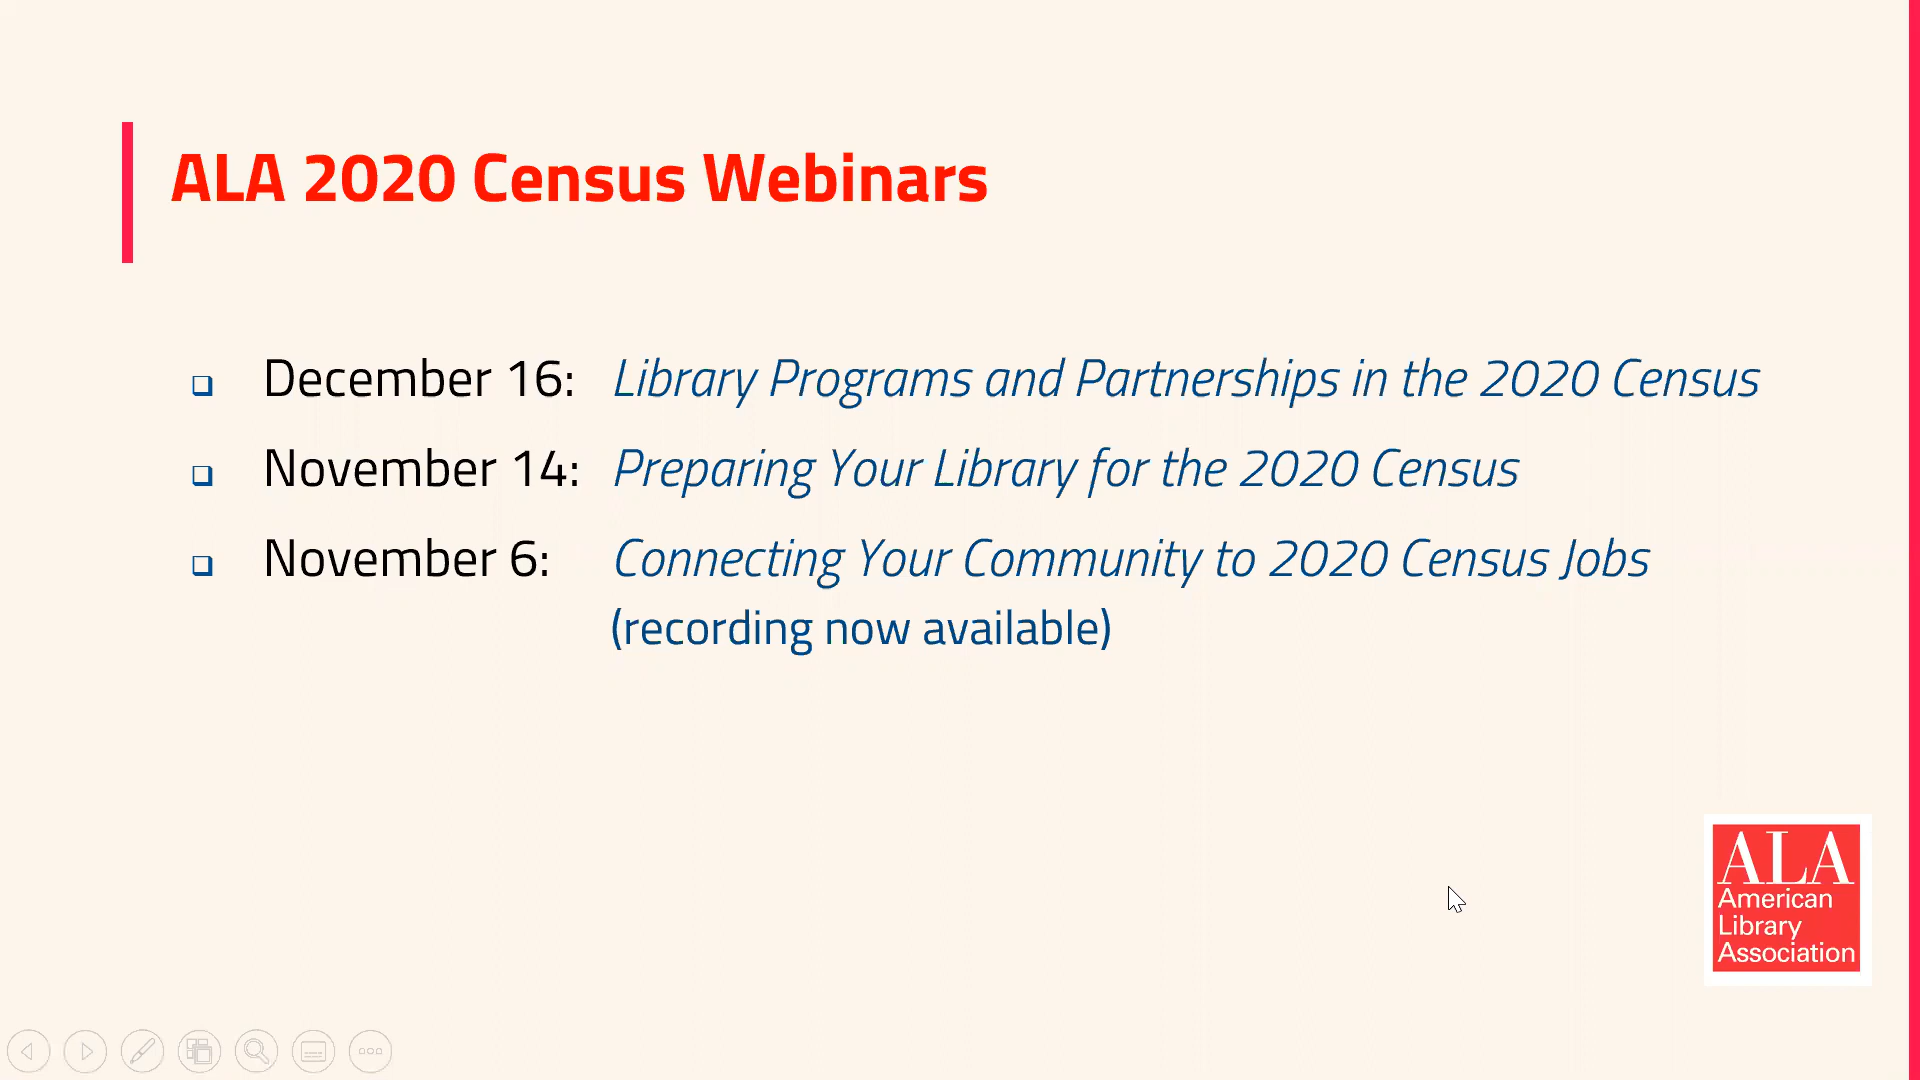 ALA 2020 Census Webinars
December 16: Library Programs and Partnerships in the 2020 Census
November 14: Preparing Your Library for the 2020 Census
November 6: Connecting Your Community to 2020 Census Jobs
(recording now available)
ALA
American
Library
Association